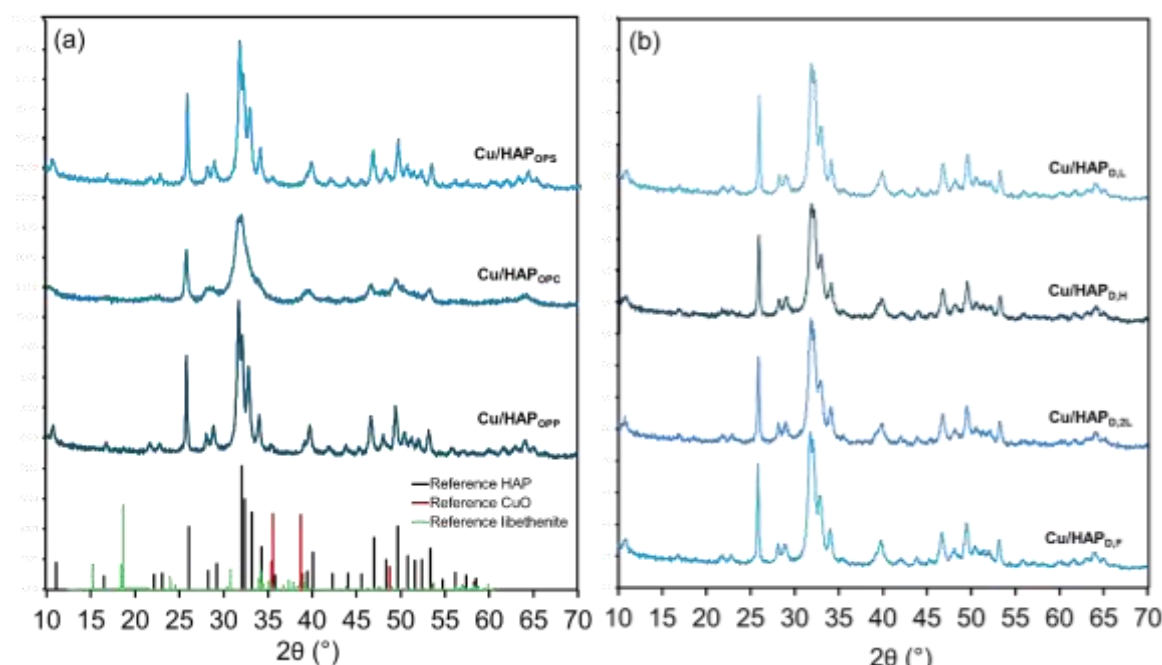 (a)
Cu/HAPOPS
Cu/HAPOPC
Cu/HAPOPP
Reference HAP
Reference CuO
Reference libethenite
10 15 20 25 30 35 40 45 50 55 60 65 70
2θ (°)
(b)
Cu/HAPD,L
Cu/HAPD,H
Cu/HAPD,2L
Cu/HAPD,F
10 15 20 25 30 35 40 45 50 55 60 65 70
2θ (°)